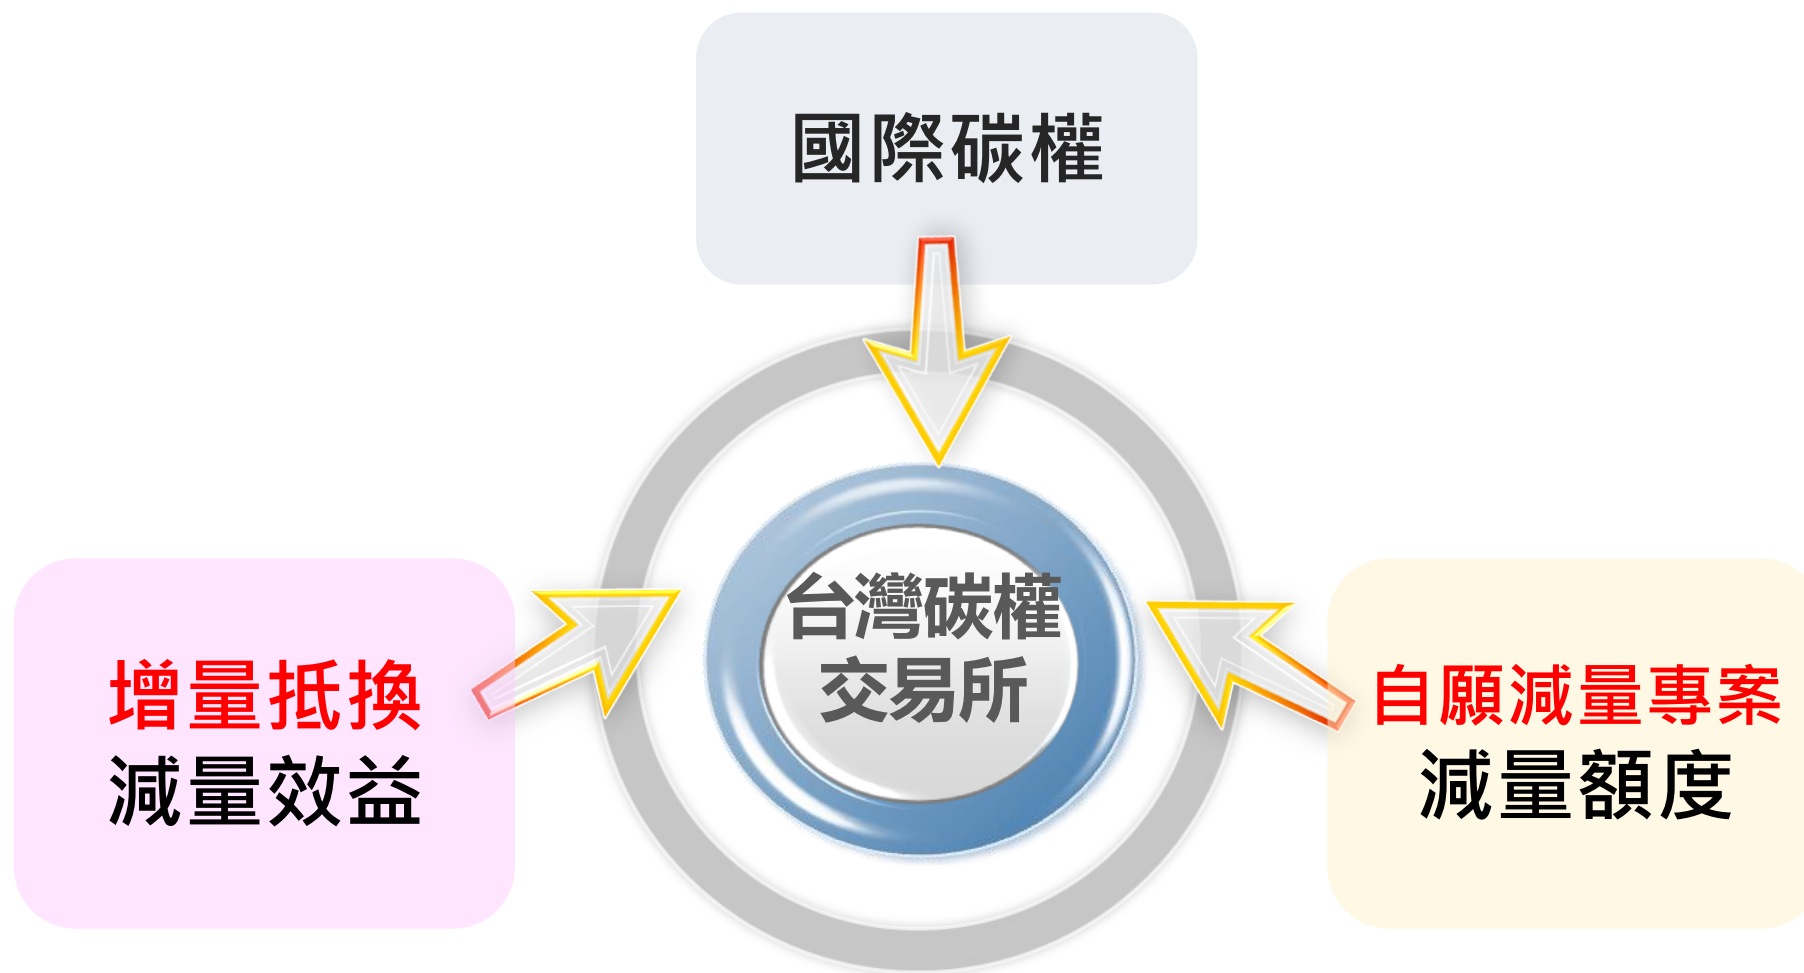 國際碳權
台灣碳權
交易所
增量抵換
減量效益
自願減量專案
減量額度